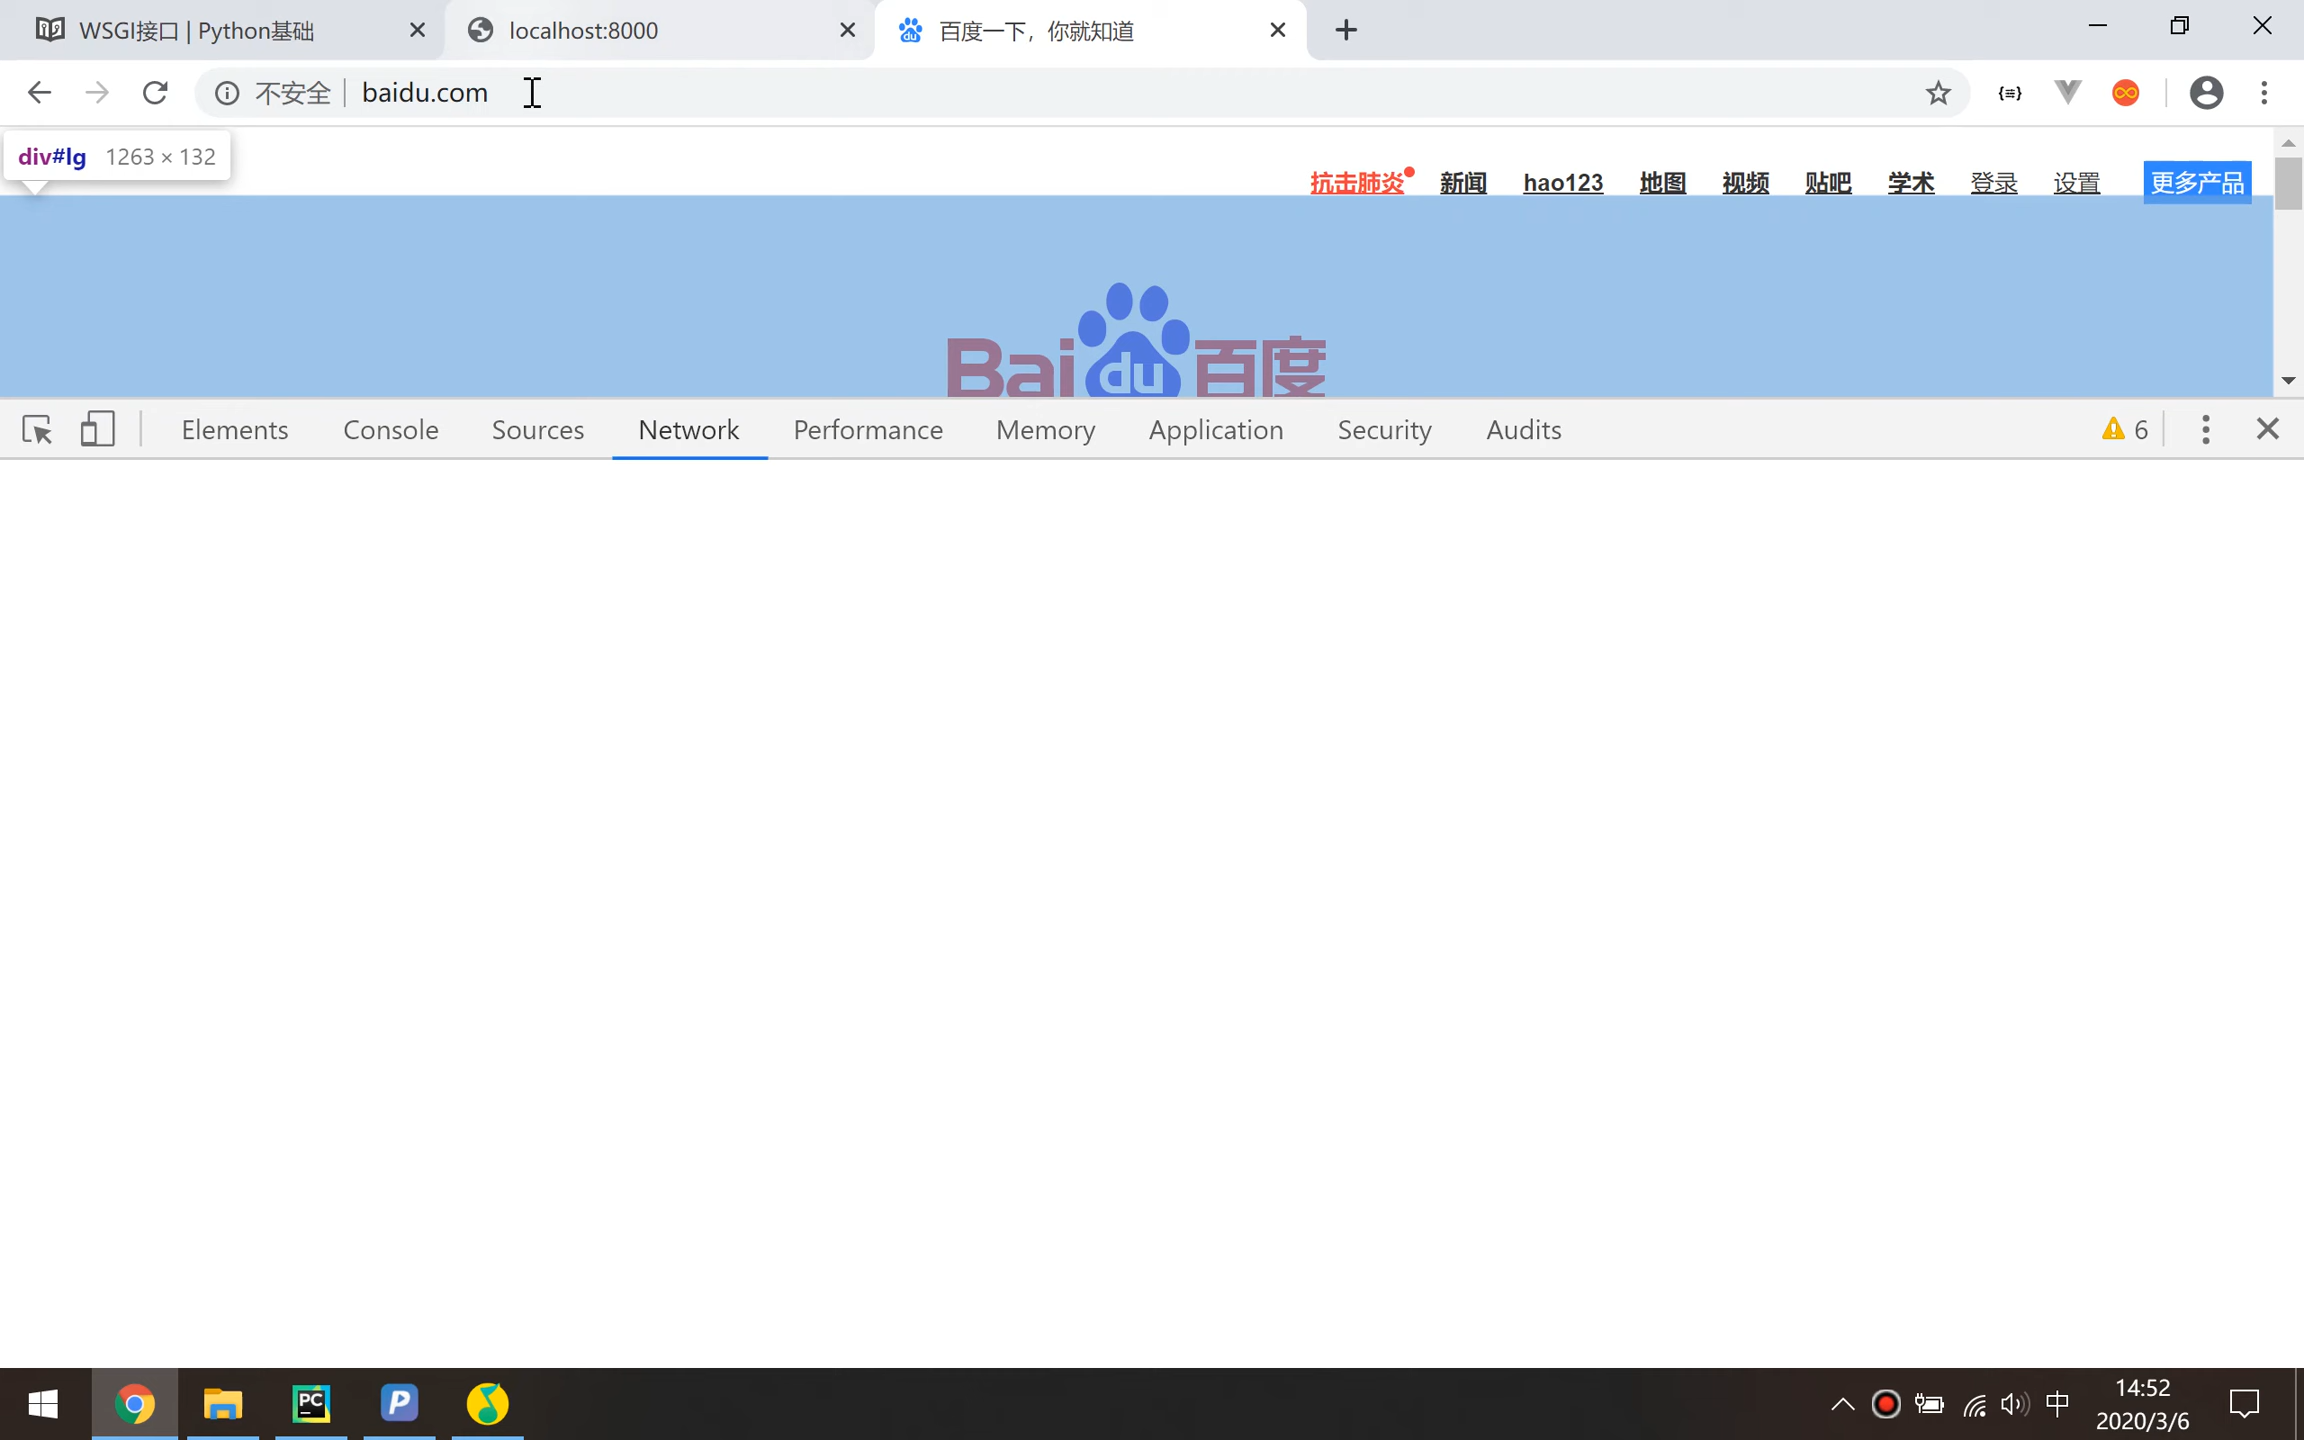 WSGI接口 | Python基础
localhost:8000
百度一下，你就知道
不安全
baidu.com
div#lg 1263 × 132
抗击肺炎 新闻 hao123 地图 视频 贴吧 学术 登录 设置 更多产品
Bai du 百度
Elements Console Sources Network Performance Memory Application Security Audits 6
PC
P
中
14:52
2020/3/6